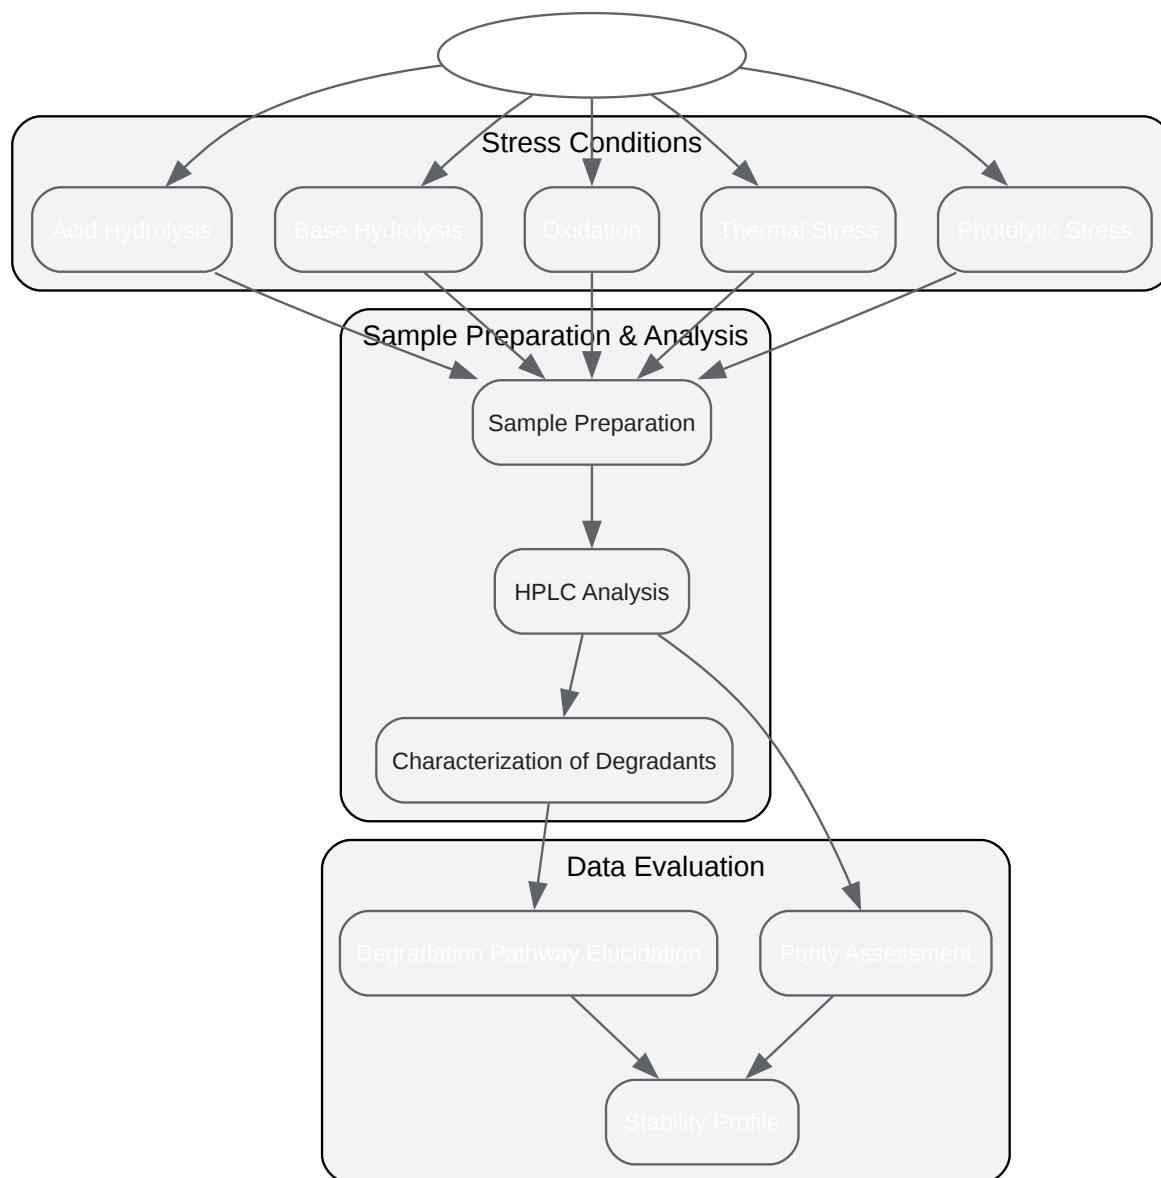 Stress Conditions
Acid Hydrolysis
Base Hydrolysis
Oxidation
Thermal Stress
Photolytic Stress
Sample Preparation & Analysis
Sample Preparation
HPLC Analysis
Characterization of Degradants
Data Evaluation
Degradation Pathway Elucidation
Purity Assessment
Stability Profile